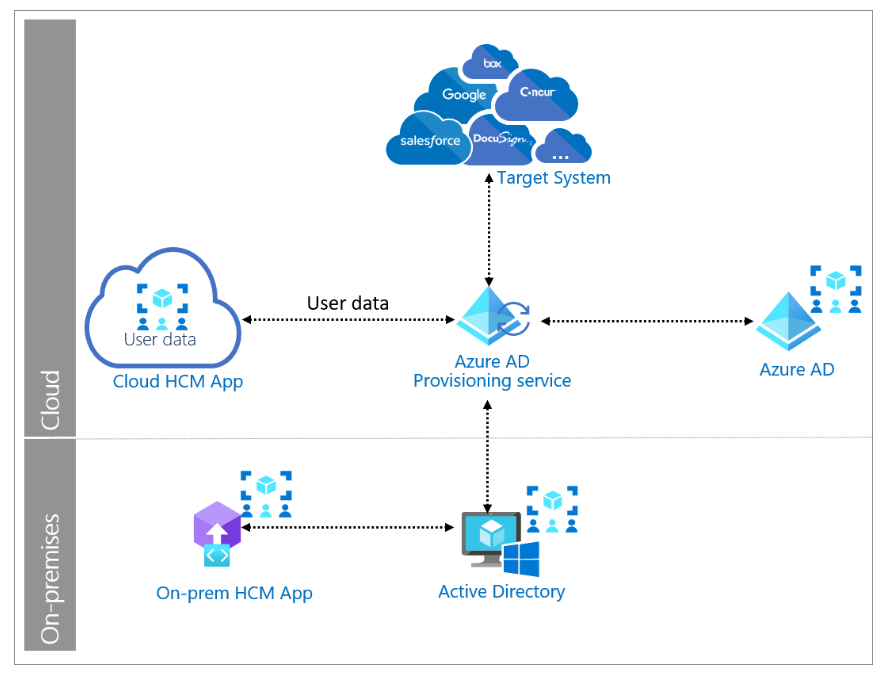 Cloud
box
Google
C•ncur
salesforce
DocuSign
...
Target System
User data
User data
Cloud HCM App
Azure AD
Provisioning service
Azure AD
On-premises
On-prem HCM App
Active Directory